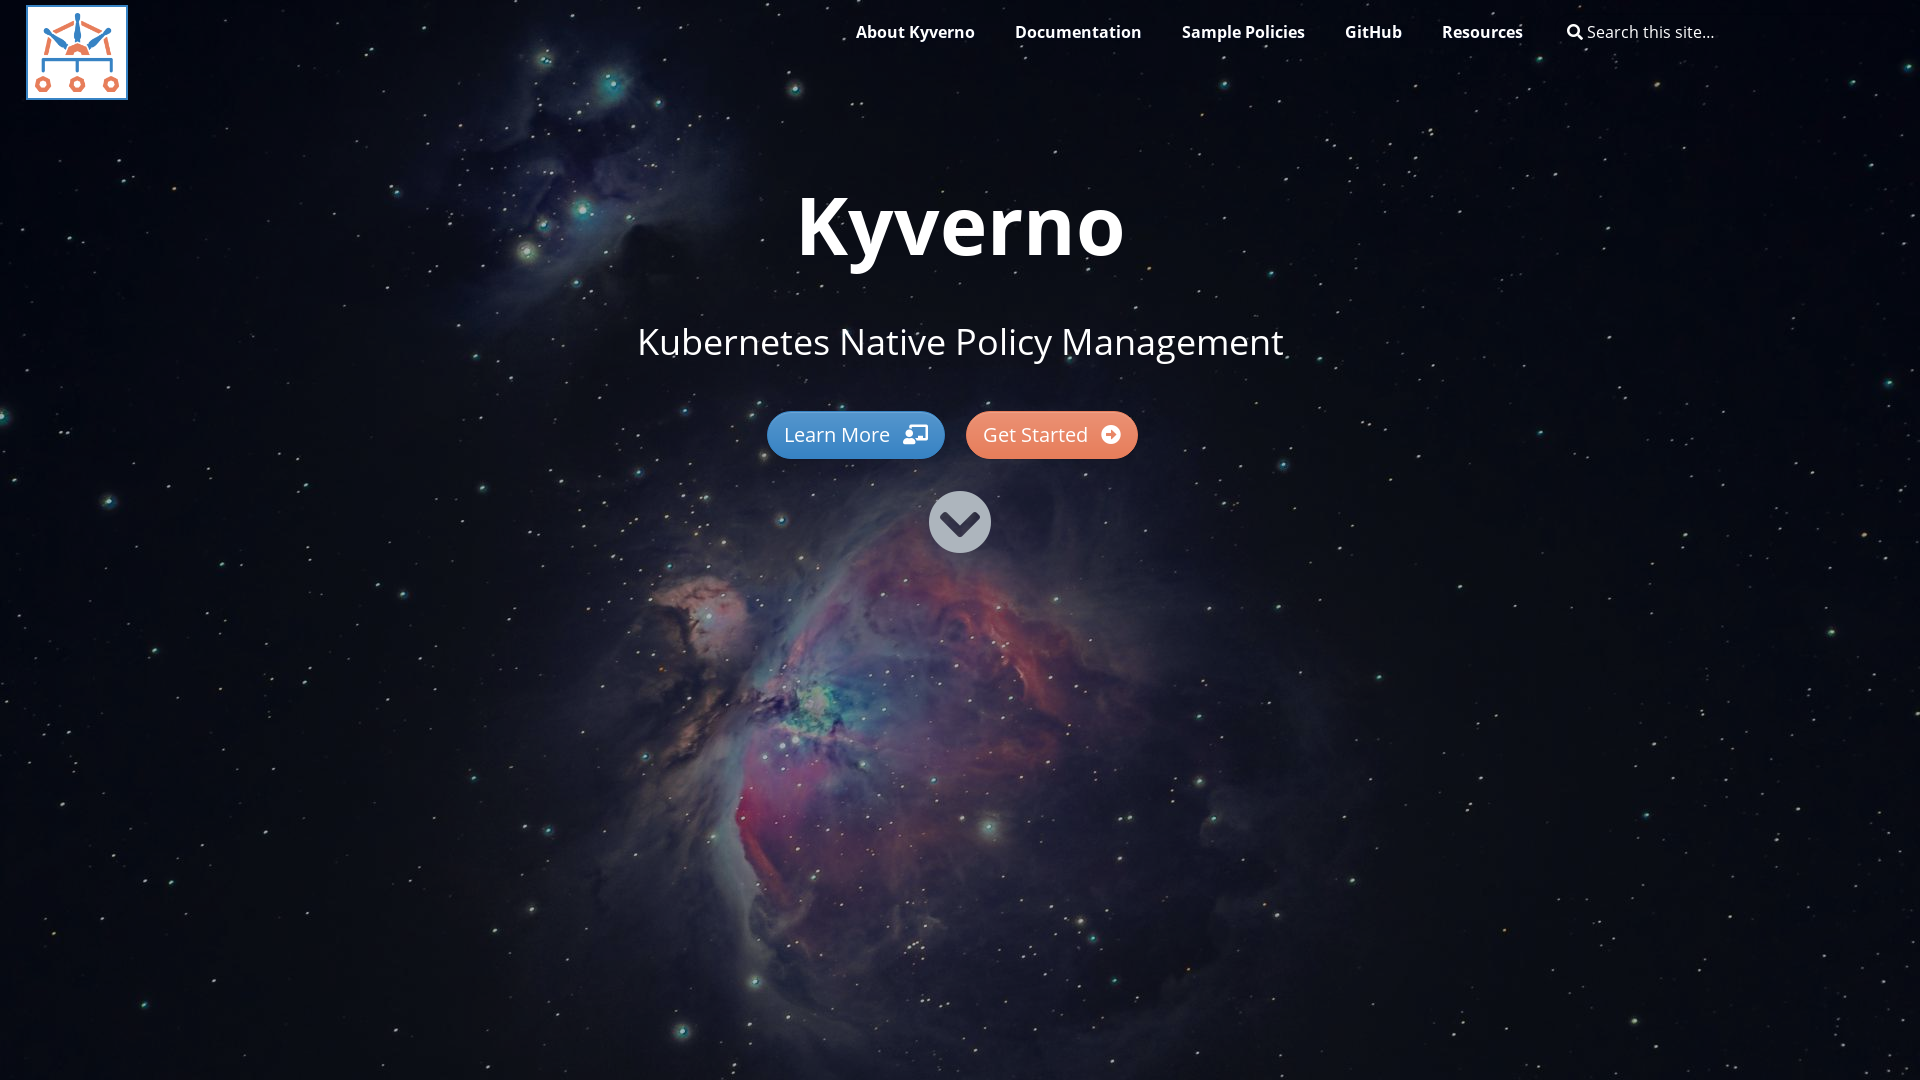 About Kyverno
Documentation
Sample Policies
GitHub
Resources
Search this site…
Kyverno
Kubernetes Native Policy Management
Learn More
Get Started